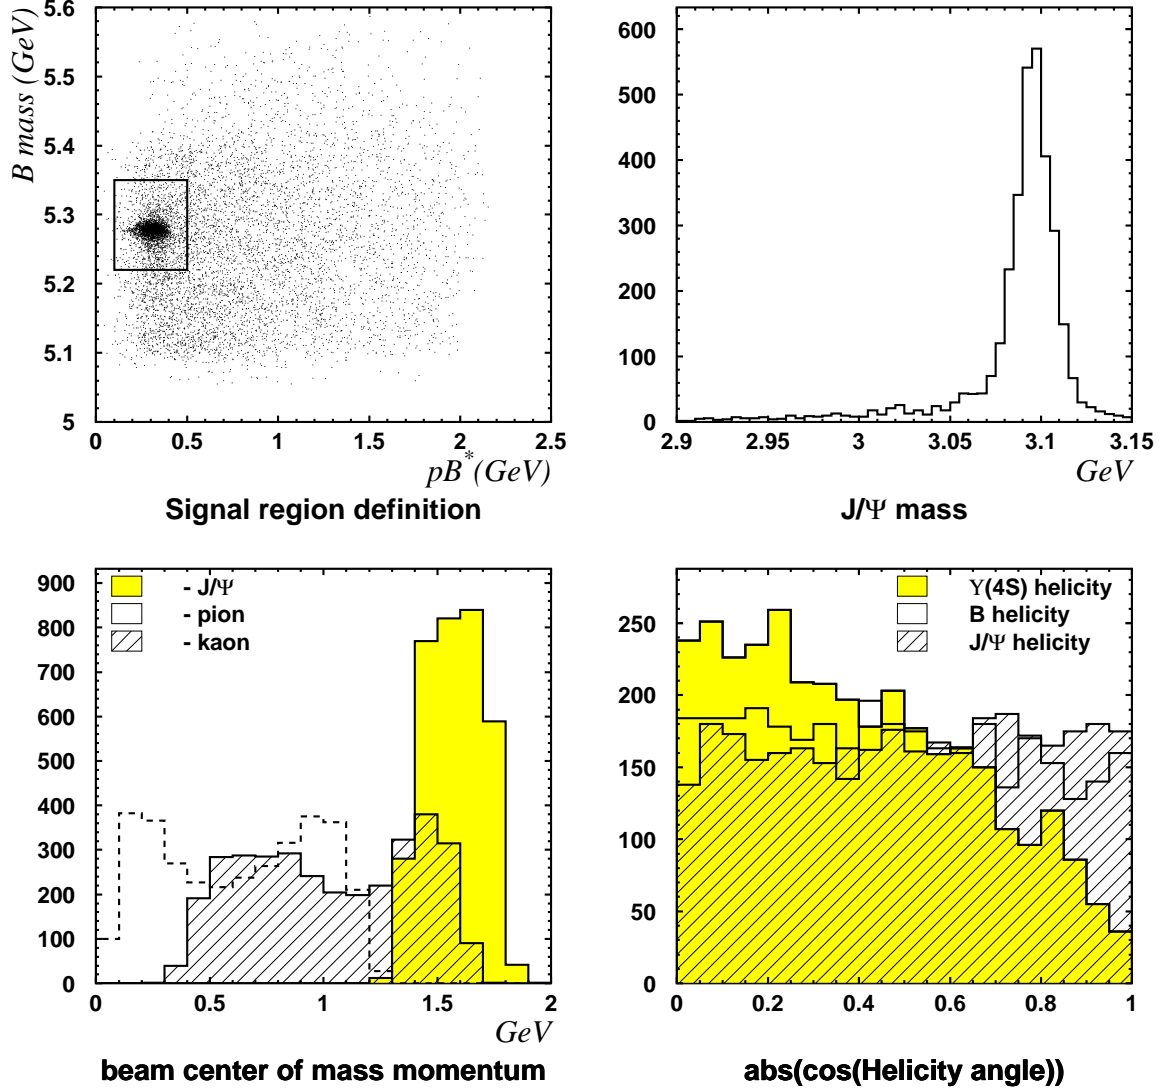 B mass (GeV)
5.6
5.5
5.4
5.3
5.2
5.1
5
0 0.5 1 1.5 2 2.5
pB*(GeV)
Signal region definition
600
500
400
300
200
100
0
2.9 2.95 3 3.05 3.1 3.15
GeV
J/Ψ mass
900
800
700
600
500
400
300
200
100
0
- J/Ψ
- pion
- kaon
0 0.5 1 1.5 2
GeV
beam center of mass momentum
250
200
150
100
50
0
ϒ(4S) helicity
B helicity
J/Ψ helicity
0 0.2 0.4 0.6 0.8 1
abs(cos(Helicity angle))